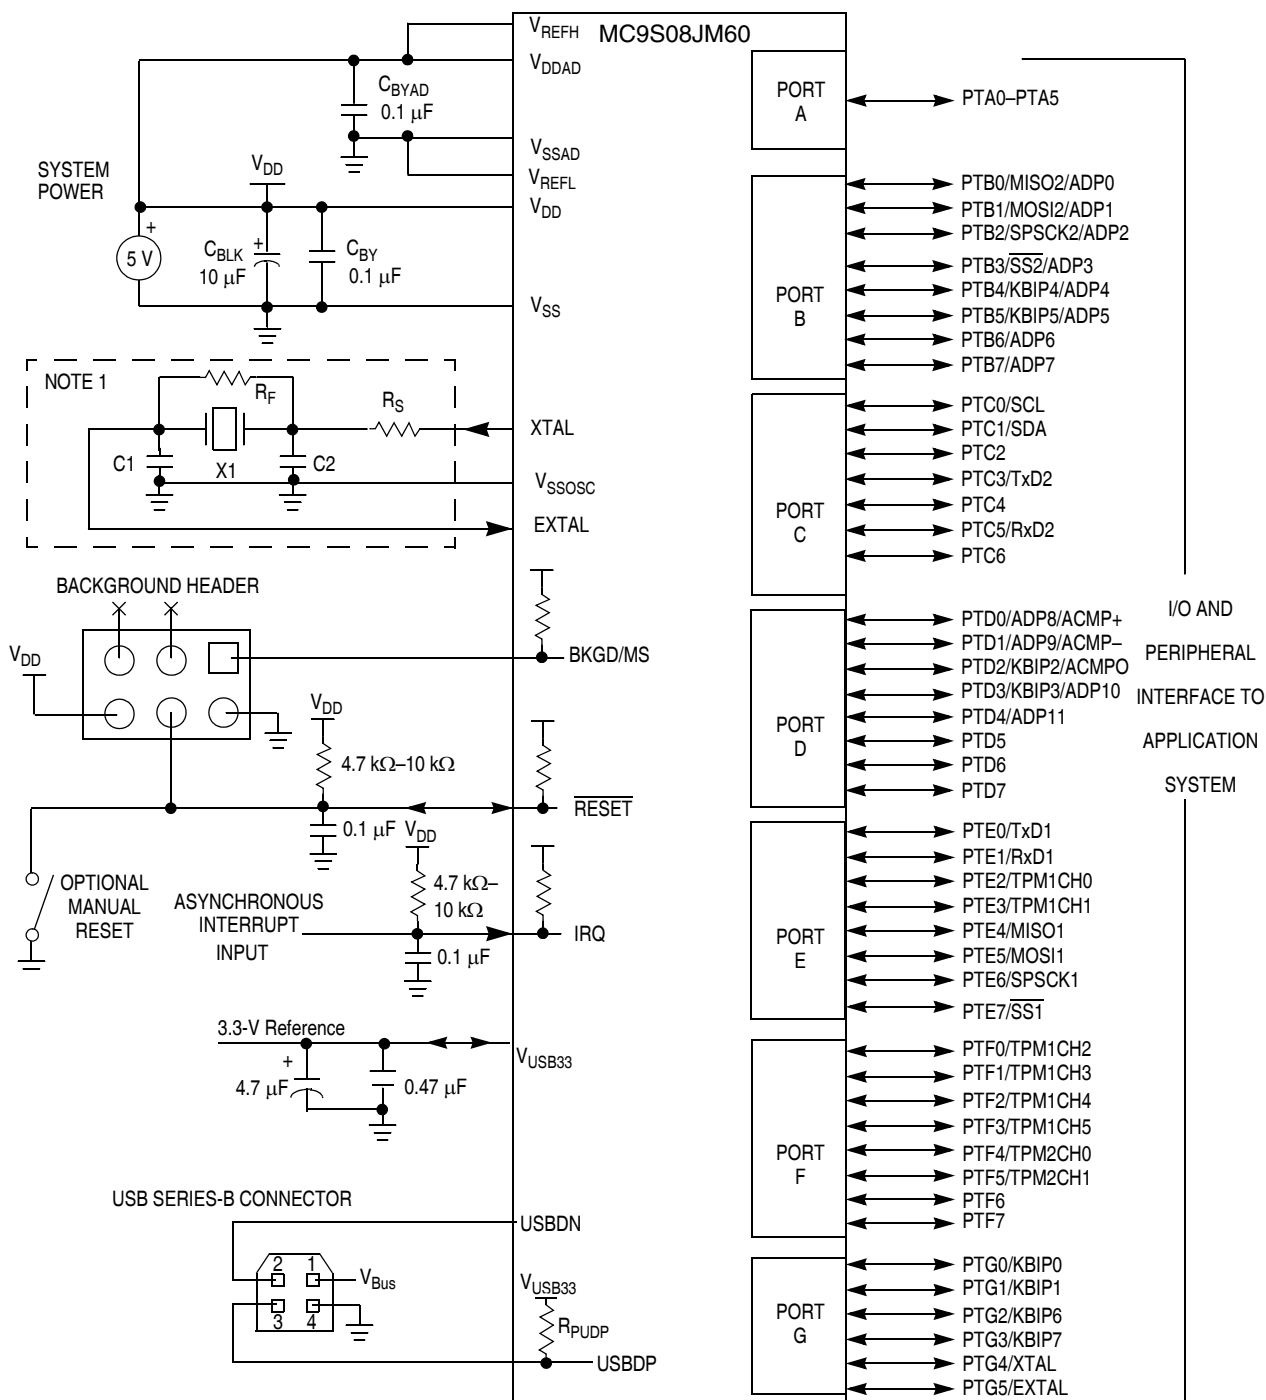 MC9S08JM60
VREFH
VDDAD
CBYAD
0.1 µF
VSSAD
VREFL
SYSTEM
POWER
VDD
VDD
+
5 V
CBLK
+
10 µF
CBY
0.1 µF
VSS
NOTE 1
RF
RS
C1
X1
C2
XTAL
VSSOSC
EXTAL
BACKGROUND HEADER
VDD
BKGD/MS
VDD
4.7 kΩ–10 kΩ
RESET
0.1 µF
VDD
OPTIONAL
MANUAL
RESET
ASYNCHRONOUS
INTERRUPT
INPUT
4.7 kΩ–
10 kΩ
IRQ
0.1 µF
3.3-V Reference
+
4.7 µF
0.47 µF
VUSB33
USB SERIES-B CONNECTOR
USBDN
2 1
VBus
3 4
VUSB33
RPUDP
USBDP
PORT
A
PTA0–PTA5
PORT
B
PTB0/MISO2/ADP0
PTB1/MOSI2/ADP1
PTB2/SPSCK2/ADP2
PTB3/SS2/ADP3
PTB4/KBIP4/ADP4
PTB5/KBIP5/ADP5
PTB6/ADP6
PTB7/ADP7
PORT
C
PTC0/SCL
PTC1/SDA
PTC2
PTC3/TxD2
PTC4
PTC5/RxD2
PTC6
PORT
D
PTD0/ADP8/ACMP+
PTD1/ADP9/ACMP–
PTD2/KBIP2/ACMPO
PTD3/KBIP3/ADP10
PTD4/ADP11
PTD5
PTD6
PTD7
PORT
E
PTE0/TxD1
PTE1/RxD1
PTE2/TPM1CH0
PTE3/TPM1CH1
PTE4/MISO1
PTE5/MOSI1
PTE6/SPSCK1
PTE7/SS1
PORT
F
PTF0/TPM1CH2
PTF1/TPM1CH3
PTF2/TPM1CH4
PTF3/TPM1CH5
PTF4/TPM2CH0
PTF5/TPM2CH1
PTF6
PTF7
PORT
G
PTG0/KBIP0
PTG1/KBIP1
PTG2/KBIP6
PTG3/KBIP7
PTG4/XTAL
PTG5/EXTAL
I/O AND
PERIPHERAL
INTERFACE TO
APPLICATION
SYSTEM